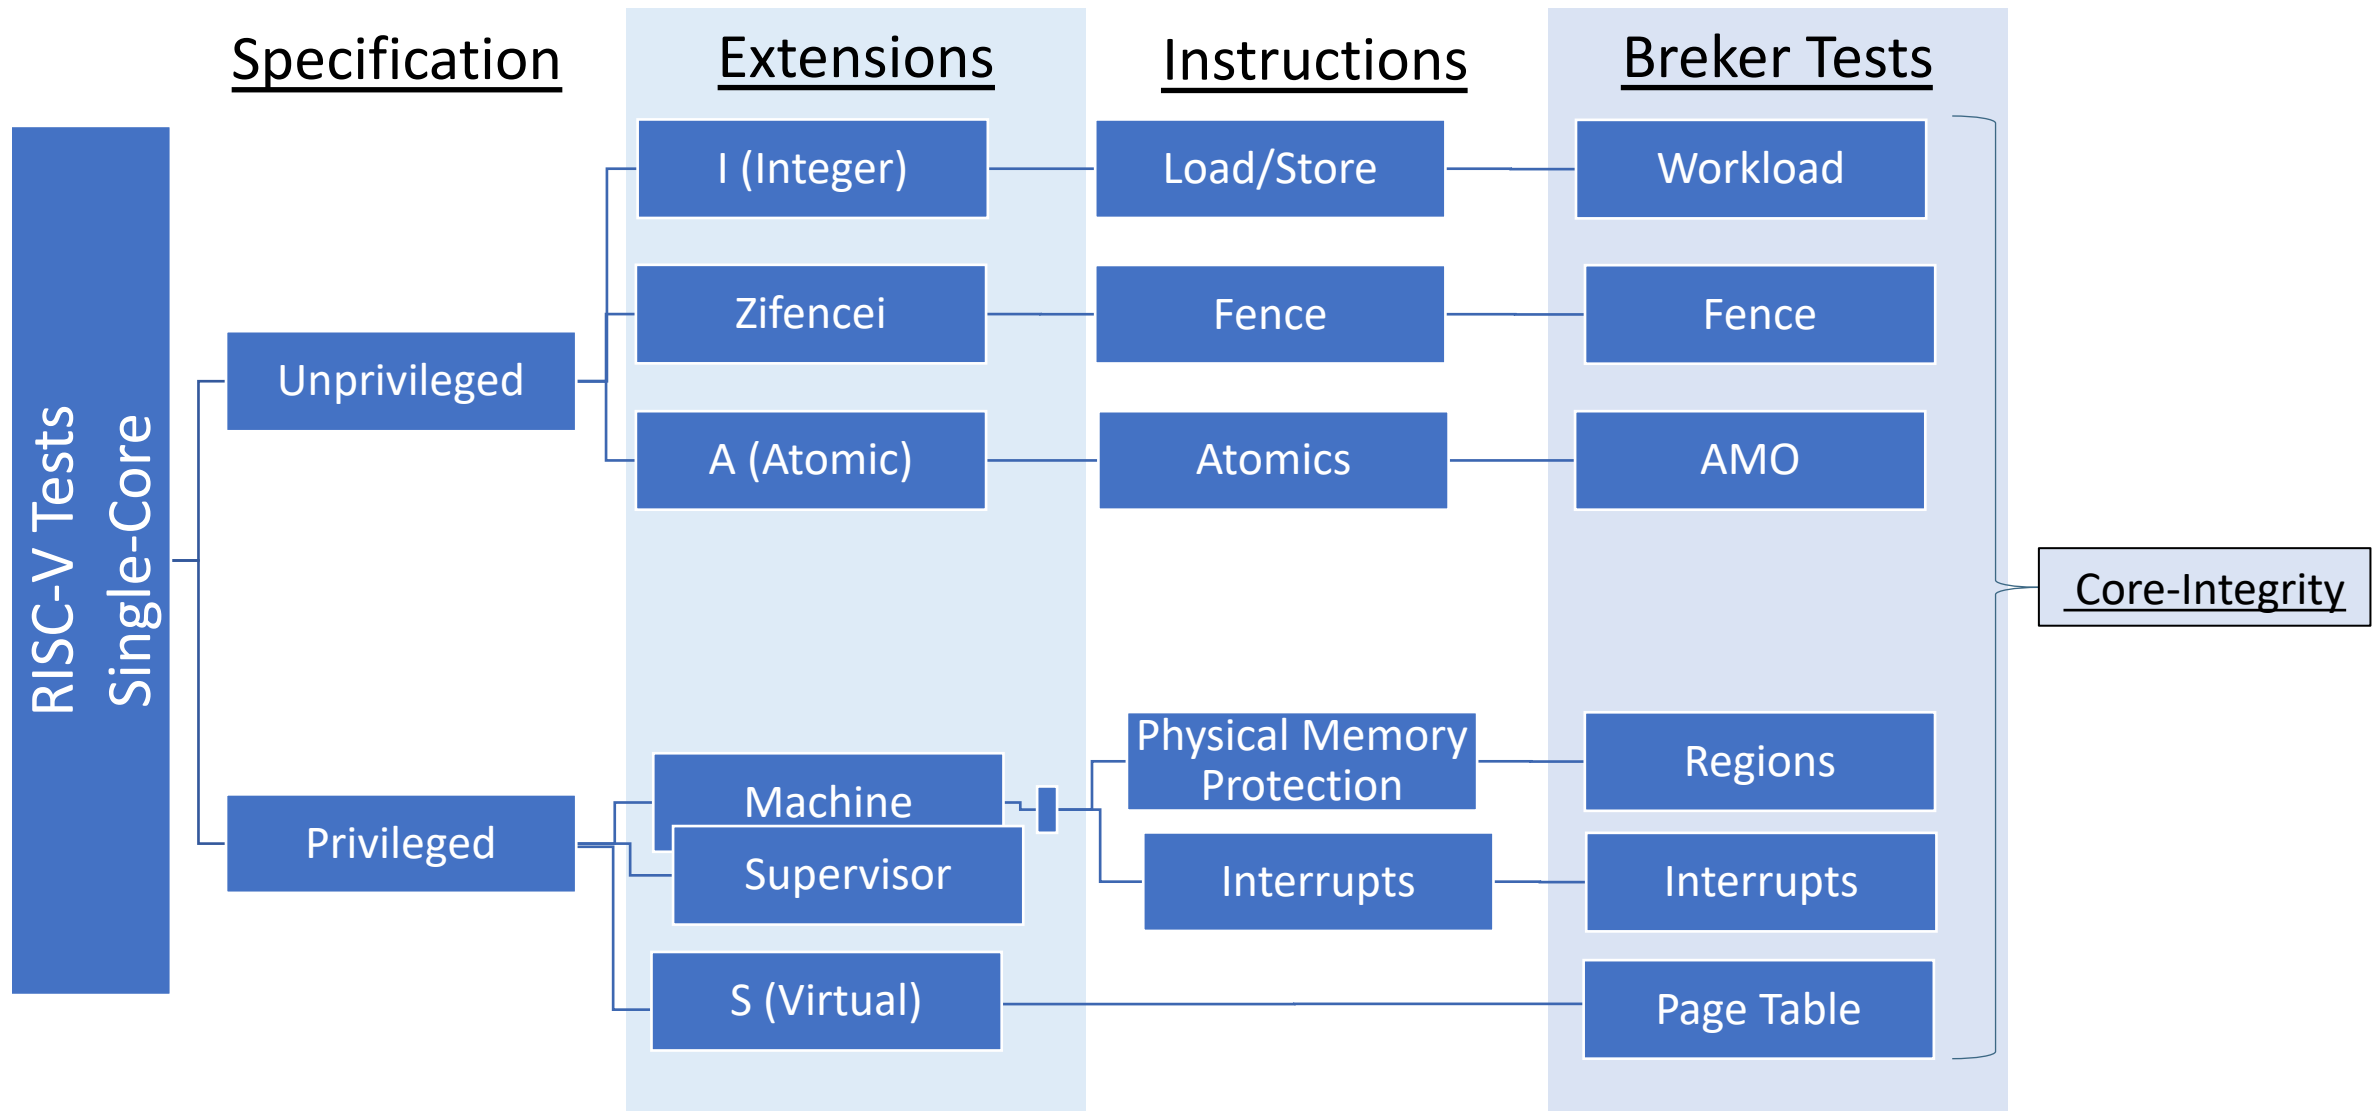 Specification
Extensions
Instructions
Breker Tests
RISC-V Tests
Single-Core
Unprivileged
I (Integer)
Load/Store
Workload
Zifencei
Fence
Fence
A (Atomic)
Atomics
AMO
Privileged
Machine
Supervisor
S (Virtual)
Physical Memory
Protection
Regions
Interrupts
Interrupts
Page Table
Core-Integrity